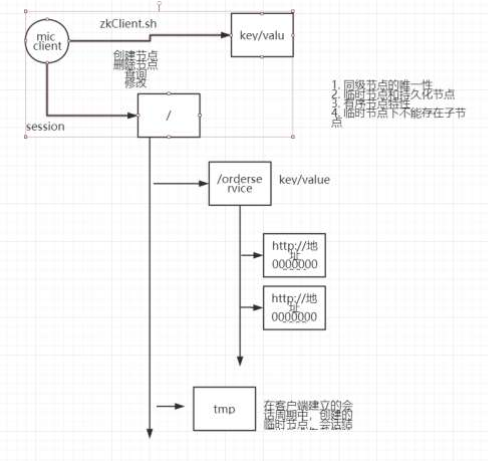 zkClient.sh
mic
client
key/valu
创建节点
删除节点
查询
修改
session
/
1. 同级节点的唯一性
2. 临时节点和持久化节点
3. 有序节点特性
4. 临时节点下不能存在子节
点
/orderse
rvice
key/value
http://地
址
0000000
http://地
址
0000000
tmp
在客户端建立的会
话周期中，创建的
临时节点，会话结